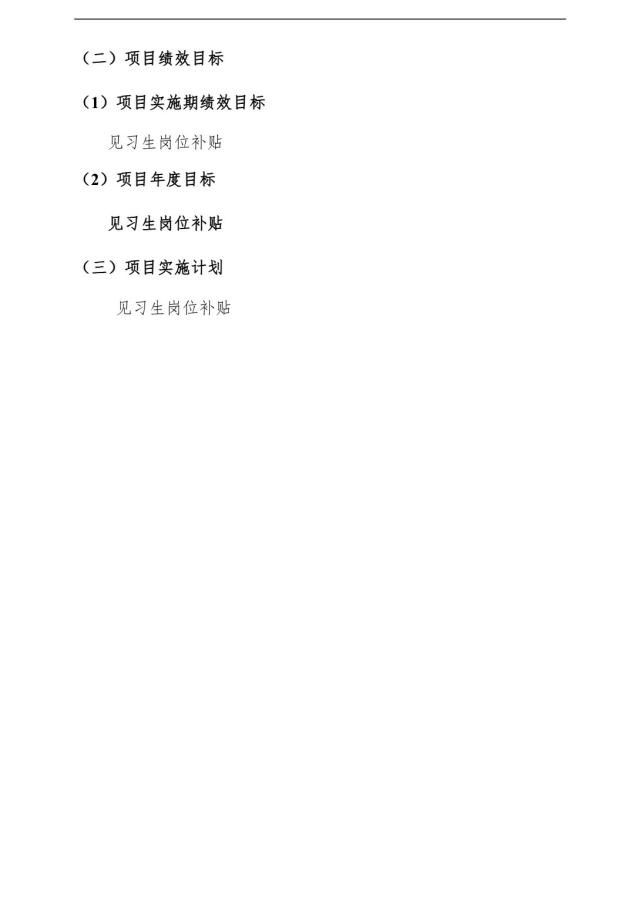 （二）项目绩效目标
（1）项目实施期绩效目标
见习生岗位补贴
（2）项目年度目标
见习生岗位补贴
（三）项目实施计划
见习生岗位补贴